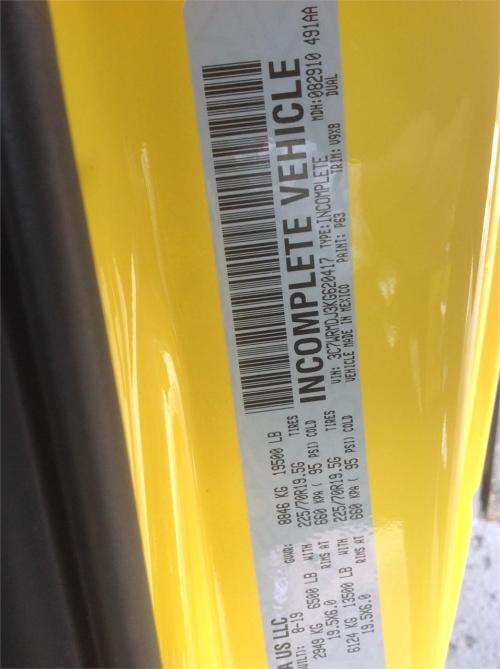 A US LLC
UILT): 8-19 GVWR: 8846 KG 19500 LB
2949 KG 6500 LB WITH 225/70R19.5G TIRES
19.5X6.0 RIMS AT 660 KPA ( 95 PSI) COLD
6124 KG 13500 LB WITH 225/70R19.5G TIRES
19.5X6.0 RIMS AT 660 KPA ( 95 PSI) COLD
INCOMPLETE VEHICLE
MDH: 082910 491AA
DUAL
VIN: 3C7WRMDJ3KG620417 TYPE: INCOMPLETE
VEHICLE MADE IN MEXICO PAINT: P63 TRIM: V9X8